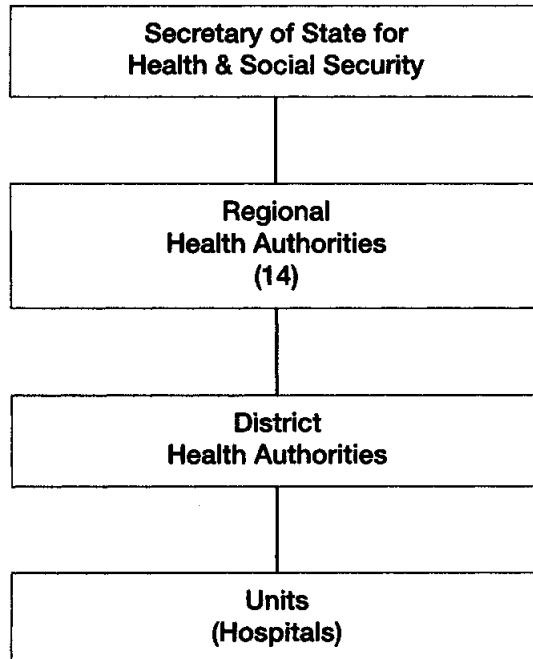 Secretary of State for
Health & Social Security
Regional
Health Authorities
(14)
District
Health Authorities
Units
(Hospitals)